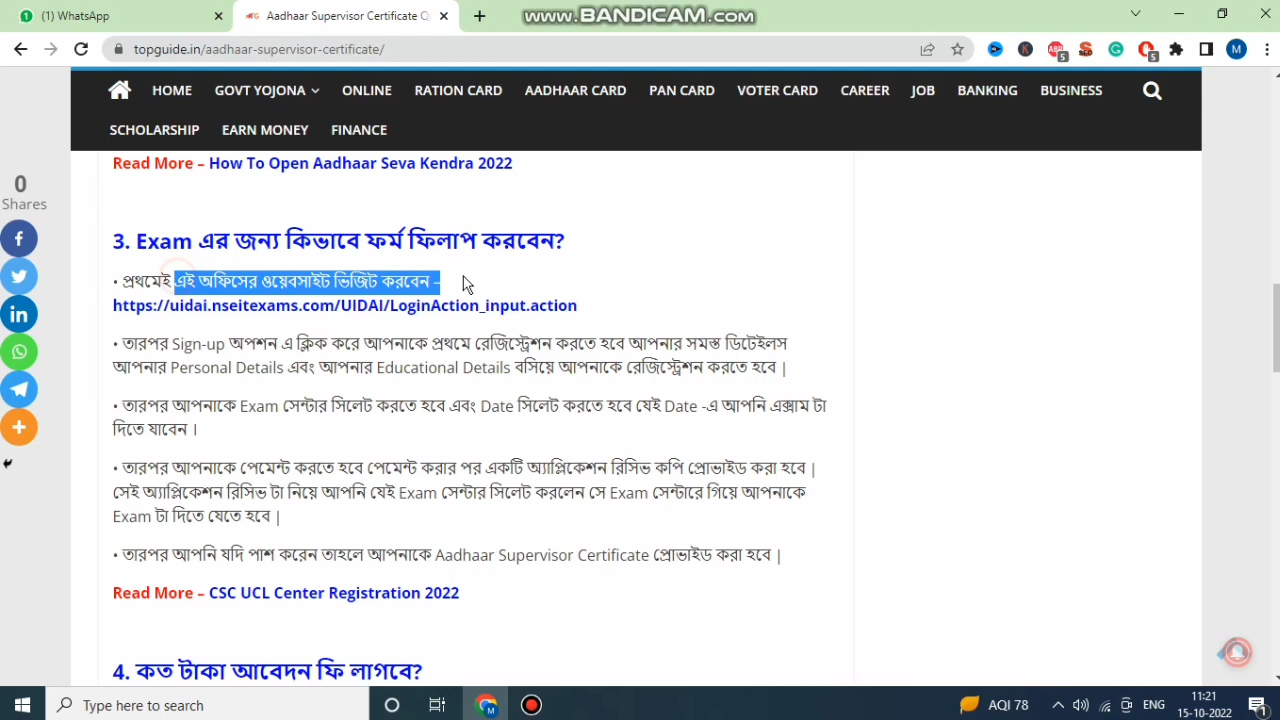 (1) WhatsApp
Aadhaar Supervisor Certificate Q
www.BANDICAM.com
topguide.in/aadhaar-supervisor-certificate/
M
5
5
HOME GOVT YOJONA ONLINE RATION CARD AADHAAR CARD PAN CARD VOTER CARD CAREER JOB BANKING BUSINESS
SCHOLARSHIP EARN MONEY FINANCE
Read More – How To Open Aadhaar Seva Kendra 2022
0
Shares
3. Exam এর জন্য কিভাবে ফর্ম ফিলাপ করবেন?
• প্রথমেই এই অফিসের ওয়েবসাইট ভিজিট করবেন –
https://uidai.nseitexams.com/UIDAI/LoginAction_input.action
• তারপর Sign-up অপশন এ ক্লিক করে আপনাকে প্রথমে রেজিস্ট্রেশন করতে হবে আপনার সমস্ত ডিটেইলস
আপনার Personal Details এবং আপনার Educational Details বসিয়ে আপনাকে রেজিস্ট্রেশন করতে হবে |
• তারপর আপনাকে Exam সেন্টার সিলেট করতে হবে এবং Date সিলেট করতে হবে যেই Date -এ আপনি এক্সাম টা
দিতে যাবেন ।
• তারপর আপনাকে পেমেন্ট করতে হবে পেমেন্ট করার পর একটি অ্যাপ্লিকেশন রিসিভ কপি প্রোভাইড করা হবে |
সেই অ্যাপ্লিকেশন রিসিভ টা নিয়ে আপনি যেই Exam সেন্টার সিলেট করলেন সে Exam সেন্টারে গিয়ে আপনাকে
Exam টা দিতে যেতে হবে |
• তারপর আপনি যদি পাশ করেন তাহলে আপনাকে Aadhaar Supervisor Certificate প্রোভাইড করা হবে |
Read More – CSC UCL Center Registration 2022
4. কত টাকা আবেদন ফি লাগবে?
Type here to search
AQI 78
ENG
11:21
15-10-2022
1